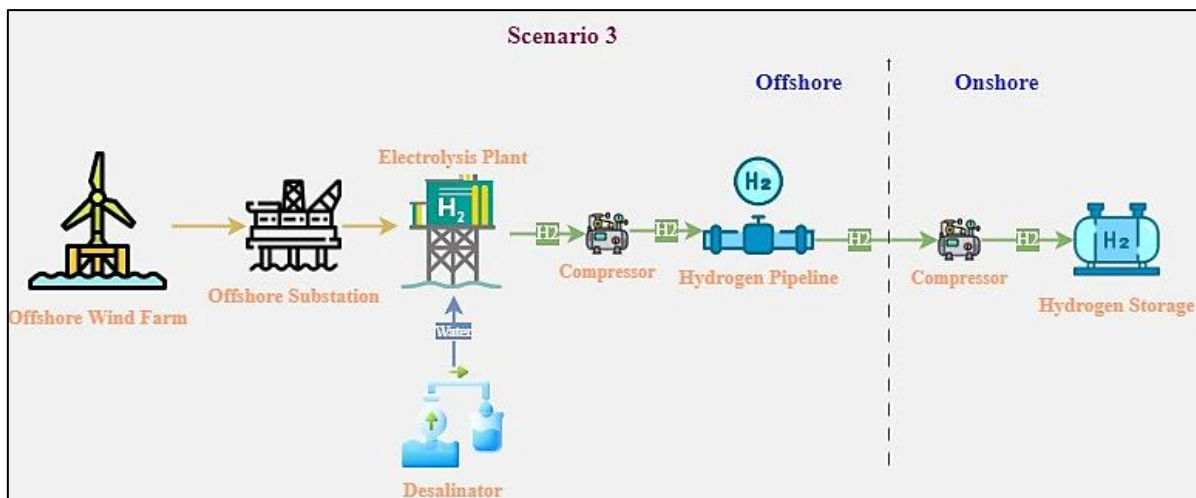 Scenario 3
Offshore
Onshore
Electrolysis Plant
H₂
H₂
H2
H2
H2
H2
H₂
Compressor
Hydrogen Pipeline
Compressor
Offshore Substation
Hydrogen Storage
Offshore Wind Farm
Water
Desalinator